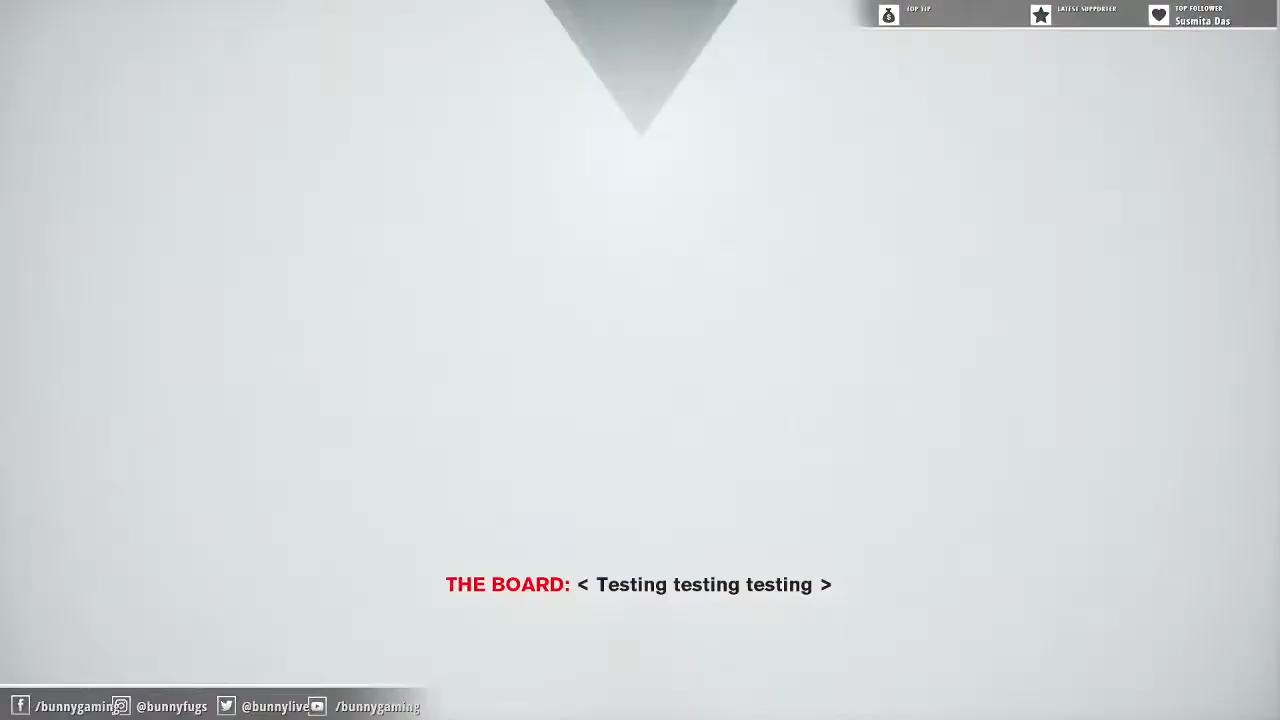 TOP TIP
LATEST SUPPORTER
TOP FOLLOWER
Susmita Das
THE BOARD: < Testing testing testing >
/bunnygaming @bunnyfugs @bunnylive /bunnygaming